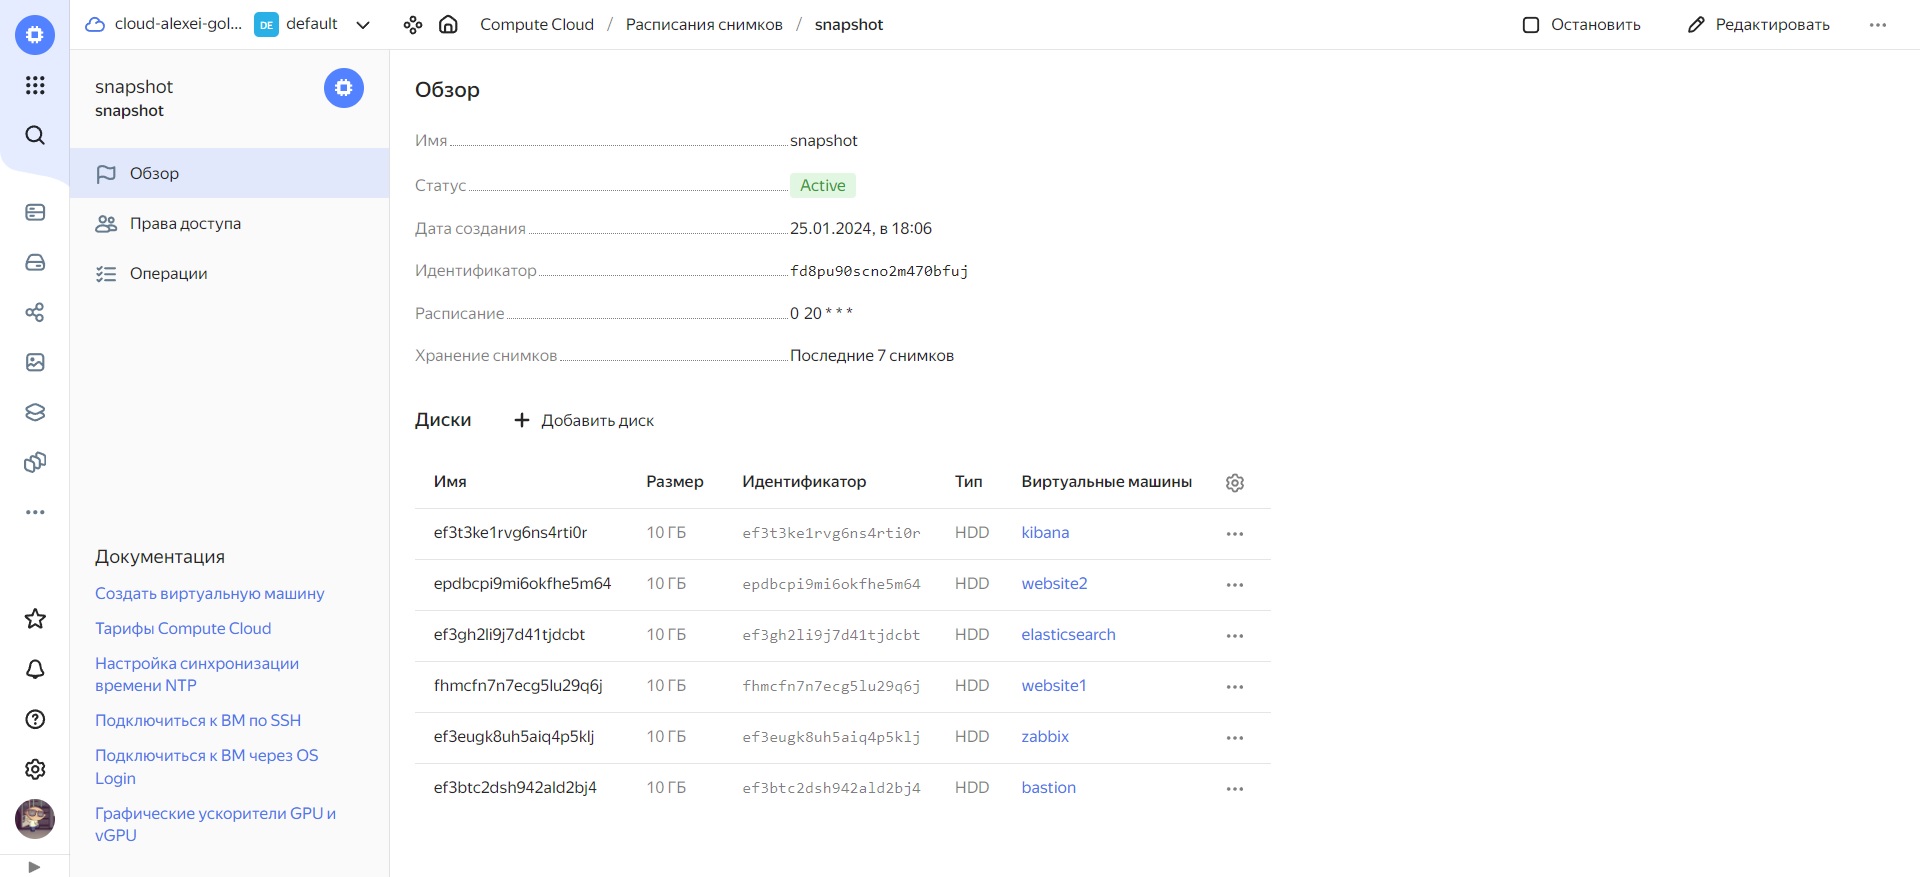 cloud-alexei-gol...
DE
default
Compute Cloud / Расписания снимков / snapshot
Остановить
Редактировать
snapshot
snapshot
Обзор
Права доступа
Операции
Документация
Создать виртуальную машину
Тарифы Compute Cloud
Настройка синхронизации
времени NTP
Подключиться к ВМ по SSH
Подключиться к ВМ через OS
Login
Графические ускорители GPU и
vGPU
Обзор
Имя snapshot
Статус Active
Дата создания 25.01.2024, в 18:06
Идентификатор fd8pu90scno2m470bfuj
Расписание 0 20 * * *
Хранение снимков Последние 7 снимков
Диски
Добавить диск
Имя Размер Идентификатор Тип Виртуальные машины
ef3t3ke1rvg6ns4rti0r 10 ГБ ef3t3ke1rvg6ns4rti0r HDD kibana
epdbcpi9mi6okfhe5m64 10 ГБ epdbcpi9mi6okfhe5m64 HDD website2
ef3gh2li9j7d41tjdcbt 10 ГБ ef3gh2li9j7d41tjdcbt HDD elasticsearch
fhmcfn7n7ecg5lu29q6j 10 ГБ fhmcfn7n7ecg5lu29q6j HDD website1
ef3eugk8uh5aiq4p5klj 10 ГБ ef3eugk8uh5aiq4p5klj HDD zabbix
ef3btc2dsh942ald2bj4 10 ГБ ef3btc2dsh942ald2bj4 HDD bastion